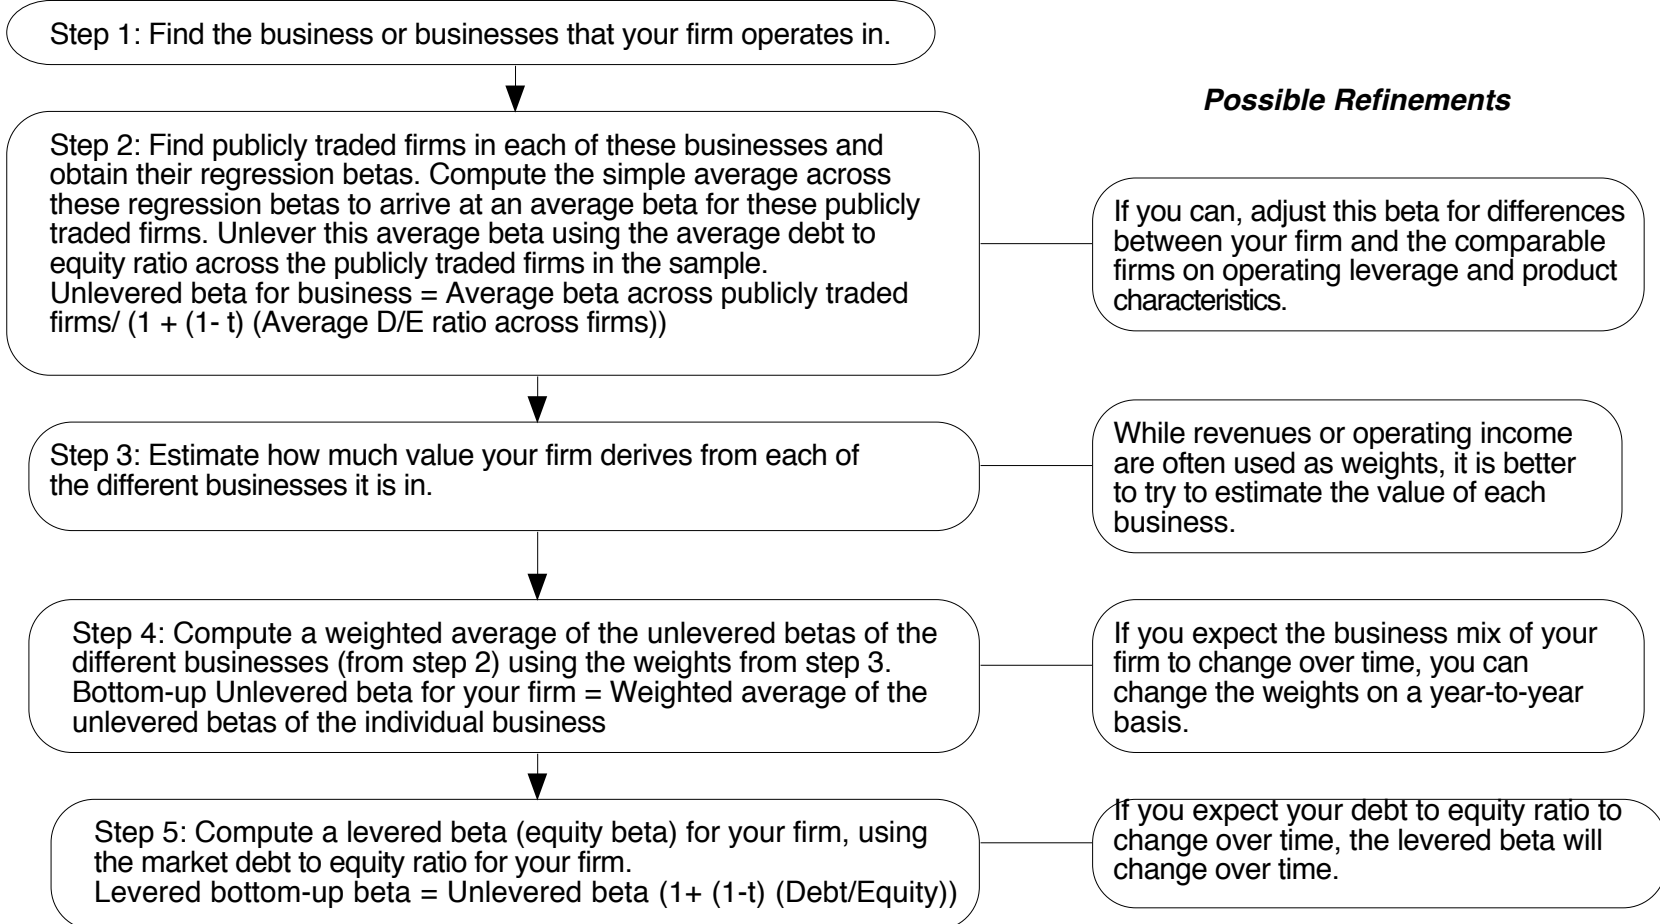 Step 1: Find the business or businesses that your firm operates in.
Possible Refinements
Step 2: Find publicly traded firms in each of these businesses and
obtain their regression betas. Compute the simple average across
these regression betas to arrive at an average beta for these publicly
traded firms. Unlever this average beta using the average debt to
equity ratio across the publicly traded firms in the sample.
Unlevered beta for business = Average beta across publicly traded
firms/ (1 + (1- t) (Average D/E ratio across firms))
If you can, adjust this beta for differences
between your firm and the comparable
firms on operating leverage and product
characteristics.
Step 3: Estimate how much value your firm derives from each of
the different businesses it is in.
While revenues or operating income
are often used as weights, it is better
to try to estimate the value of each
business.
Step 4: Compute a weighted average of the unlevered betas of the
different businesses (from step 2) using the weights from step 3.
Bottom-up Unlevered beta for your firm = Weighted average of the
unlevered betas of the individual business
If you expect the business mix of your
firm to change over time, you can
change the weights on a year-to-year
basis.
Step 5: Compute a levered beta (equity beta) for your firm, using
the market debt to equity ratio for your firm.
Levered bottom-up beta = Unlevered beta (1+ (1-t) (Debt/Equity))
If you expect your debt to equity ratio to
change over time, the levered beta will
change over time.